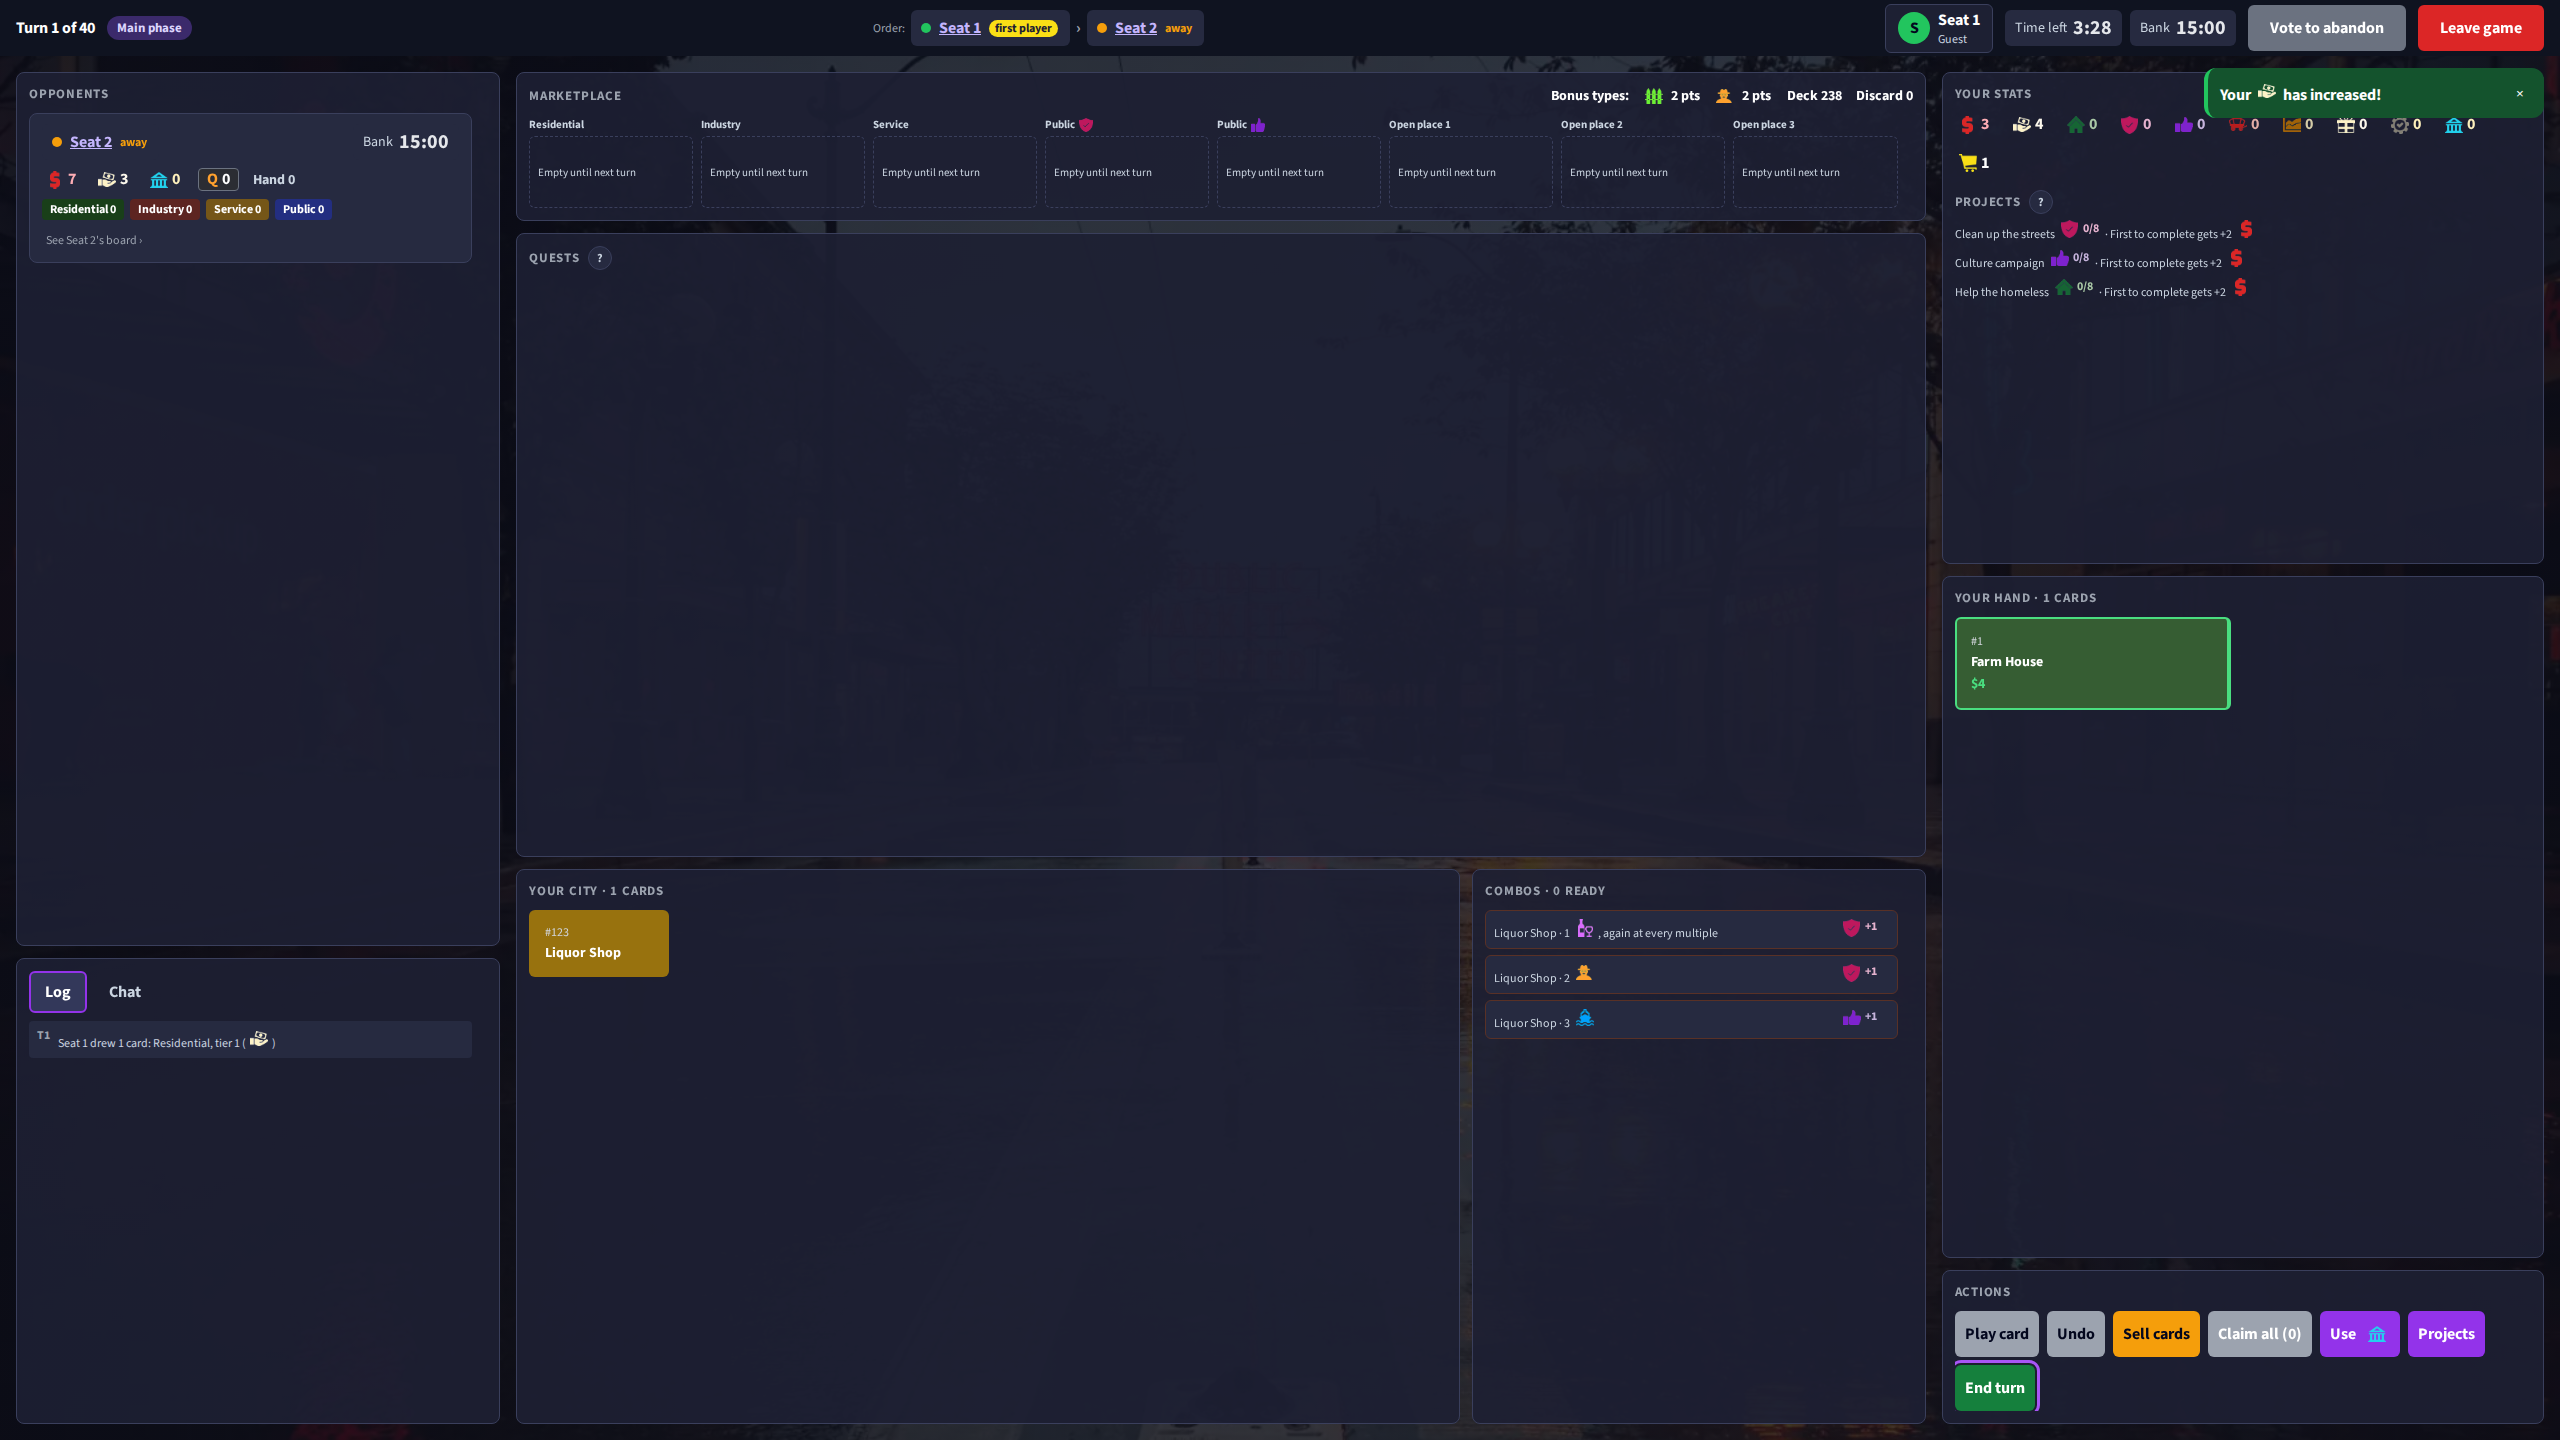 Turn 1 of 40 Main phase
Order: Seat 1 first player › Seat 2 away
S Seat 1 Guest
Time left 3:28
Bank 15:00
Vote to abandon
Leave game
OPPONENTS
Seat 2 away Bank 15:00
7 3 0 Q 0 Hand 0
Residential 0 Industry 0 Service 0 Public 0
See Seat 2's board ›
MARKETPLACE
Bonus types: 2 pts 2 pts Deck 238 Discard 0
Residential Industry Service Public Public Open place 1 Open place 2 Open place 3
Empty until next turn Empty until next turn Empty until next turn Empty until next turn Empty until next turn Empty until next turn Empty until next turn Empty until next turn
QUESTS ?
YOUR STATS
Your has increased! ×
3 4 0 0 0 0 0 0 0 0
1
PROJECTS ?
Clean up the streets 0/8 · First to complete gets +2
Culture campaign 0/8 · First to complete gets +2
Help the homeless 0/8 · First to complete gets +2
YOUR HAND · 1 CARDS
#1
Farm House
$4
YOUR CITY · 1 CARDS
#123
Liquor Shop
COMBOS · 0 READY
Liquor Shop · 1 , again at every multiple +1
Liquor Shop · 2 +1
Liquor Shop · 3 +1
Log Chat
T1 Seat 1 drew 1 card: Residential, tier 1 ( )
ACTIONS
Play card Undo Sell cards Claim all (0) Use Projects
End turn